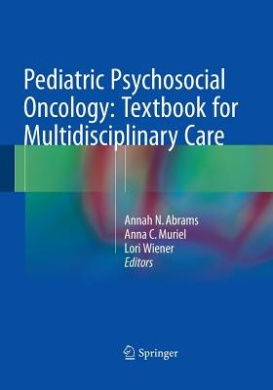 Pediatric Psychosocial
Oncology: Textbook for
Multidisciplinary Care
Annah N. Abrams
Anna C. Muriel
Lori Wiener
Editors
Springer